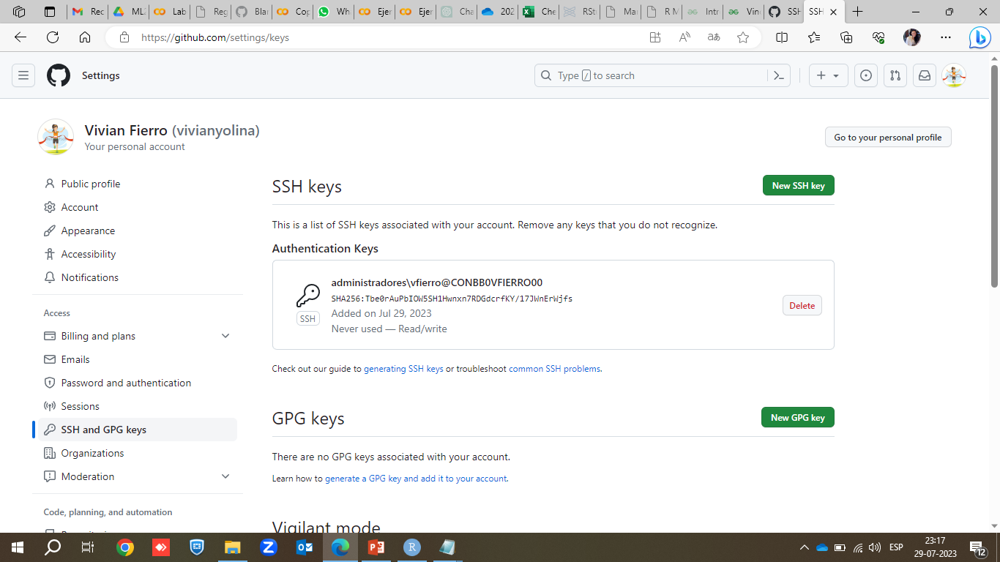 Rec
ML2
Lab
Reg
Blan
Cop
Wh
Ejer
Ejer
Cha
202
Che
RSt
Mai
R M
Intr
Vin
SSH
SSH
https://github.com/settings/keys
Settings
Type / to search
Vivian Fierro (vivianyolina)
Your personal account
Go to your personal profile
Public profile
Account
Appearance
Accessibility
Notifications
Access
Billing and plans
Emails
Password and authentication
Sessions
SSH and GPG keys
Organizations
Moderation
Code, planning, and automation
SSH keys
New SSH key
This is a list of SSH keys associated with your account. Remove any keys that you do not recognize.
Authentication Keys
SSH
administradores\vfierro@CONBB0VFIERRO00
SHA256:Tbe0rAuPbIOW5SH1Hwnxn7RDGdcrfKY/17JWnErWjfs
Added on Jul 29, 2023
Never used — Read/write
Delete
Check out our guide to generating SSH keys or troubleshoot common SSH problems.
GPG keys
New GPG key
There are no GPG keys associated with your account.
Learn how to generate a GPG key and add it to your account.
Vigilant mode
ESP
23:17
29-07-2023
12